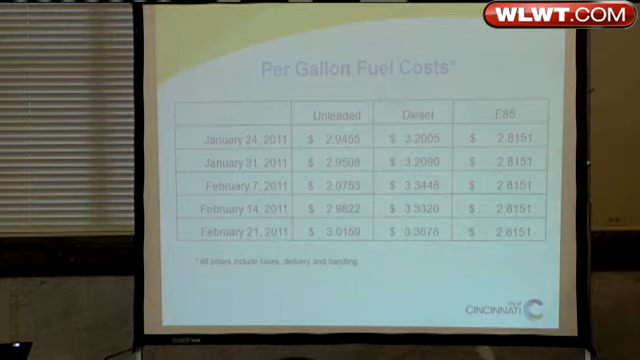 WLWT.COM
Per Gallon Fuel Costs*
Unleaded Diesel E85
January 24, 2011 $ 2.9455 $ 3.2005 $ 2.8151
January 31, 2011 $ 2.9508 $ 3.2090 $ 2.8151
February 7, 2011 $ 2.9753 $ 3.3448 $ 2.8151
February 14, 2011 $ 2.9822 $ 3.3320 $ 2.8151
February 21, 2011 $ 3.0159 $ 3.3678 $ 2.8151
* All prices include taxes, delivery and handling.
city of
CINCINNATI